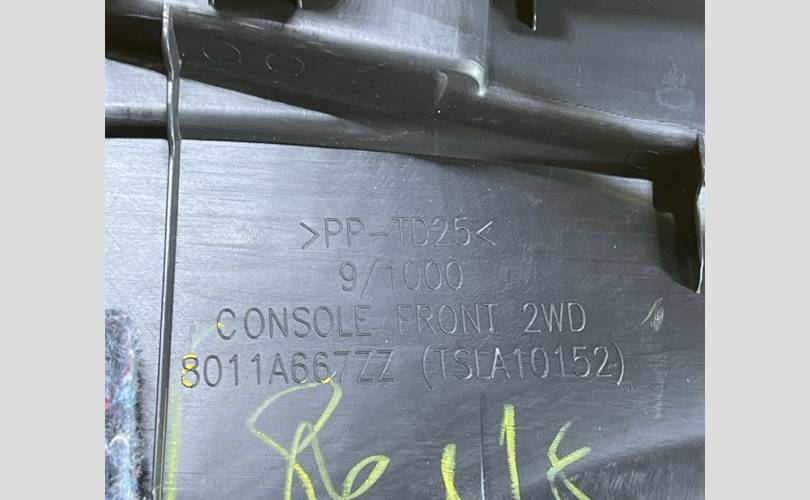 >PP-TD25<
9/1000
CONSOLE FRONT 2WD
8011A667ZZ (TSLA10152)